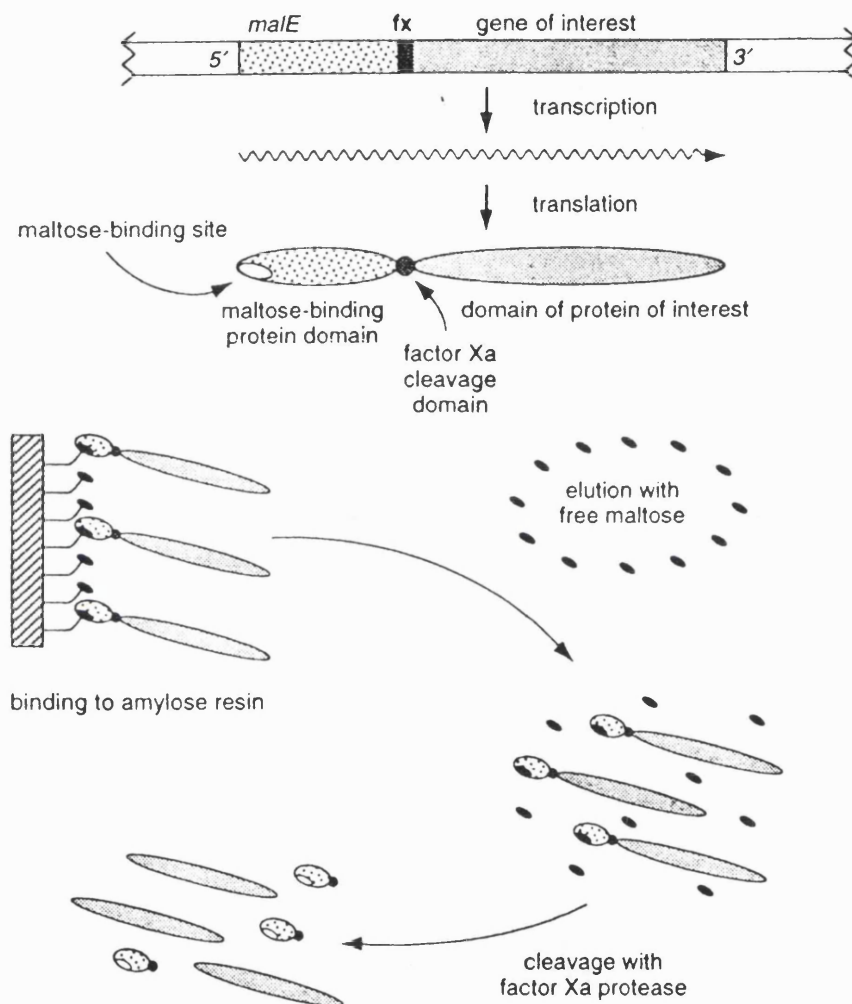 malE fx gene of interest
5′ 3′
transcription
translation
maltose-binding site
maltose-binding
protein domain
domain of protein of interest
factor Xa
cleavage
domain
elution with
free maltose
binding to amylose resin
cleavage with
factor Xa protease